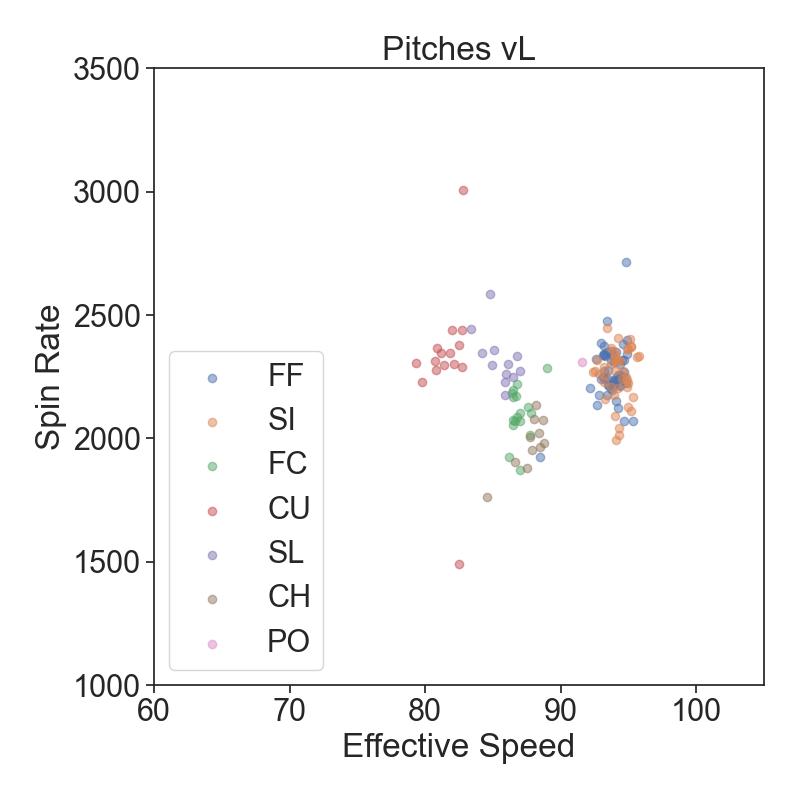 Pitches vL
3500
3000
2500
2000
1500
1000
Spin Rate
FF
SI
FC
CU
SL
CH
PO
60 70 80 90 100
Effective Speed